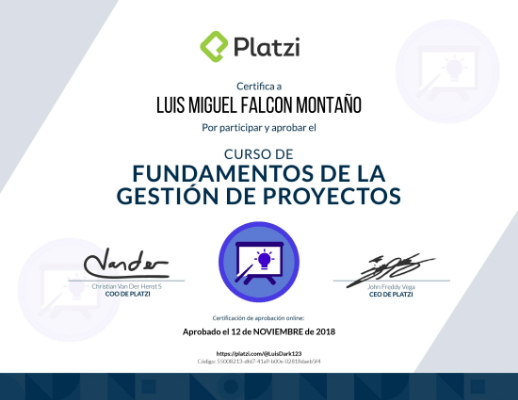 Platzi
Certifica a
LUIS MIGUEL FALCON MONTAÑO
Por participar y aprobar el
CURSO DE
FUNDAMENTOS DE LA
GESTIÓN DE PROYECTOS
Christian Van Der Henst S
COO DE PLATZI
John Freddy Vega
CEO DE PLATZI
Certificación de aprobación online:
Aprobado el 12 de NOVIEMBRE de 2018
https://platzi.com/@LuisDark123
Código: